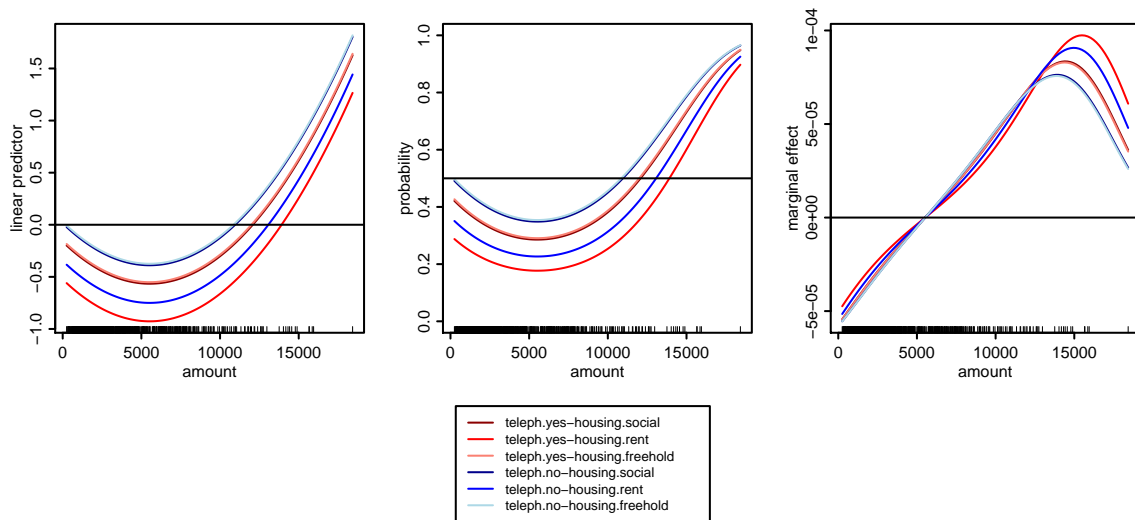 linear predictor
1.5
1.0
0.5
0.0
−0.5
−1.0
0 5000 10000 15000
amount
probability
1.0
0.8
0.6
0.4
0.2
0.0
0 5000 10000 15000
amount
marginal effect
1e−04
5e−05
0e+00
−5e−05
0 5000 10000 15000
amount
teleph.yes−housing.social
teleph.yes−housing.rent
teleph.yes−housing.freehold
teleph.no−housing.social
teleph.no−housing.rent
teleph.no−housing.freehold